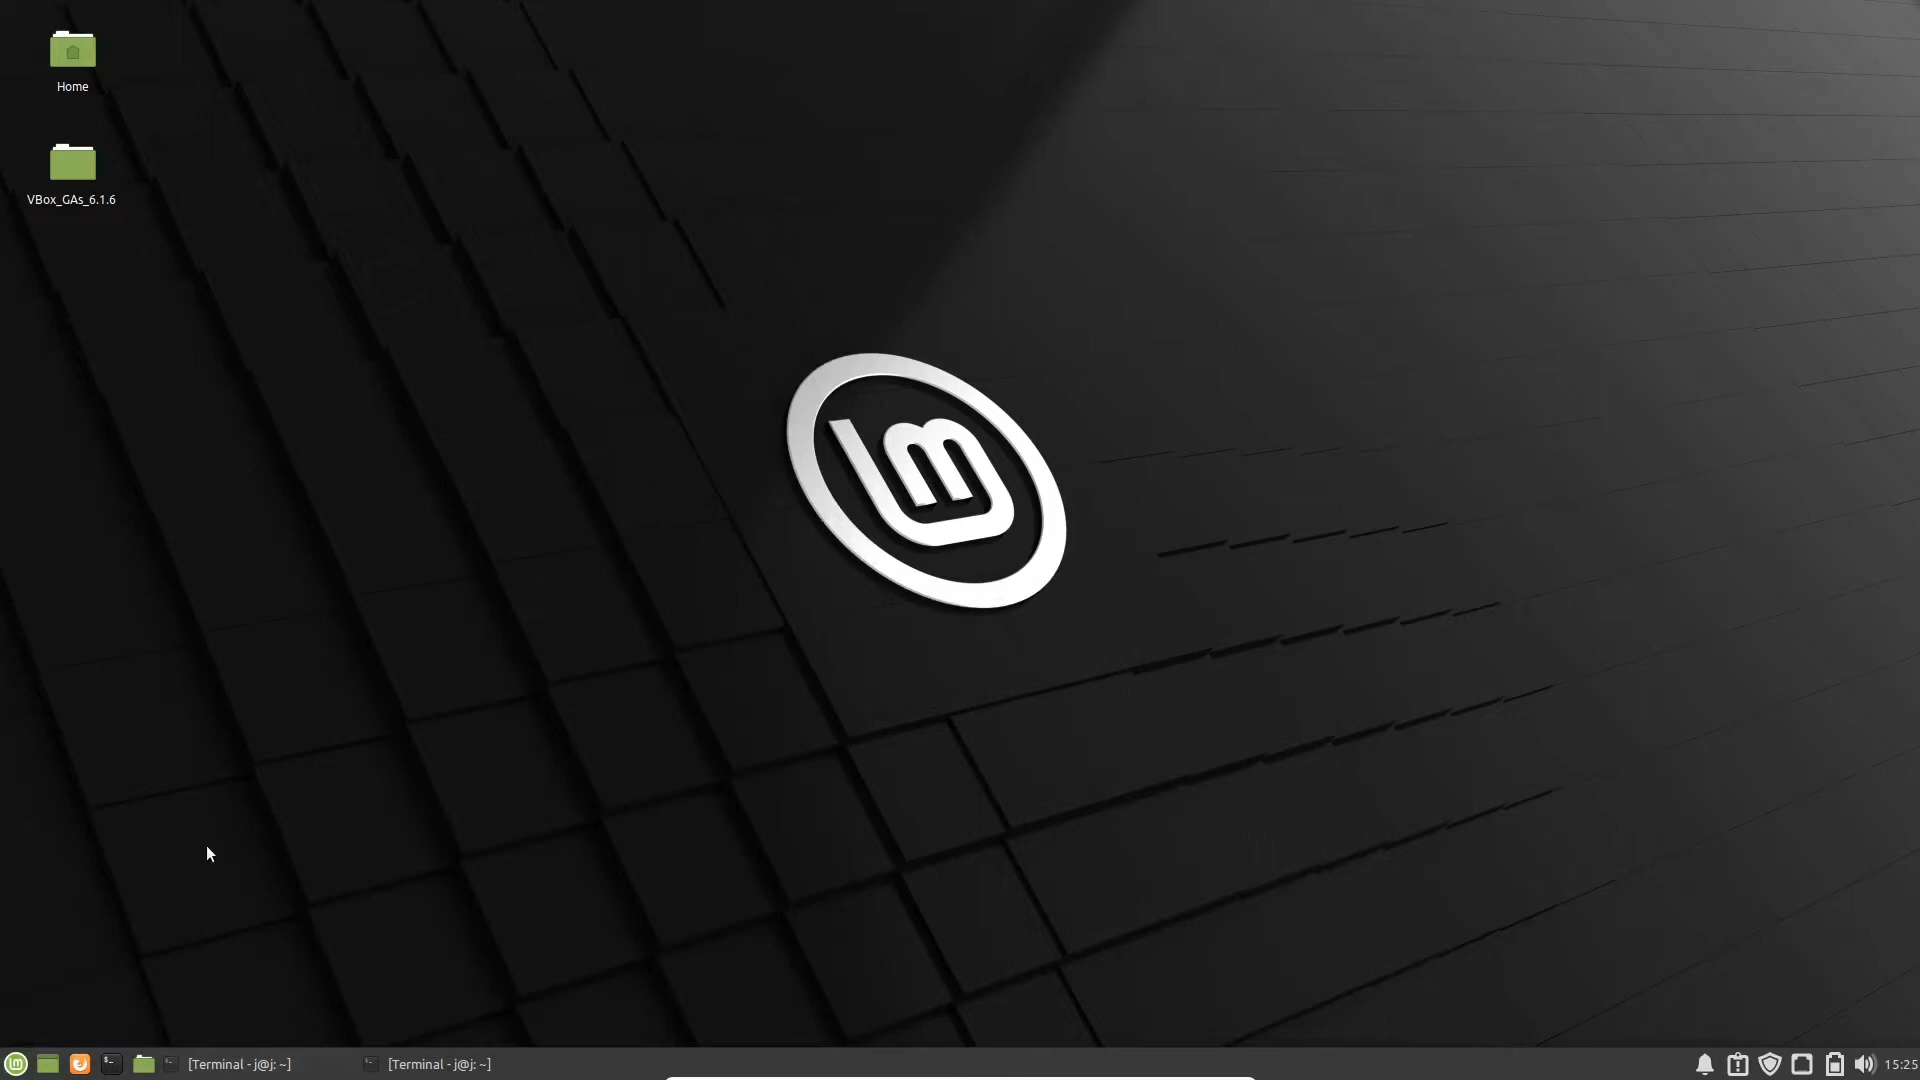 Home
VBox_GAs_6.1.6
[Terminal - j@j: ~]
[Terminal - j@j: ~]
15:25